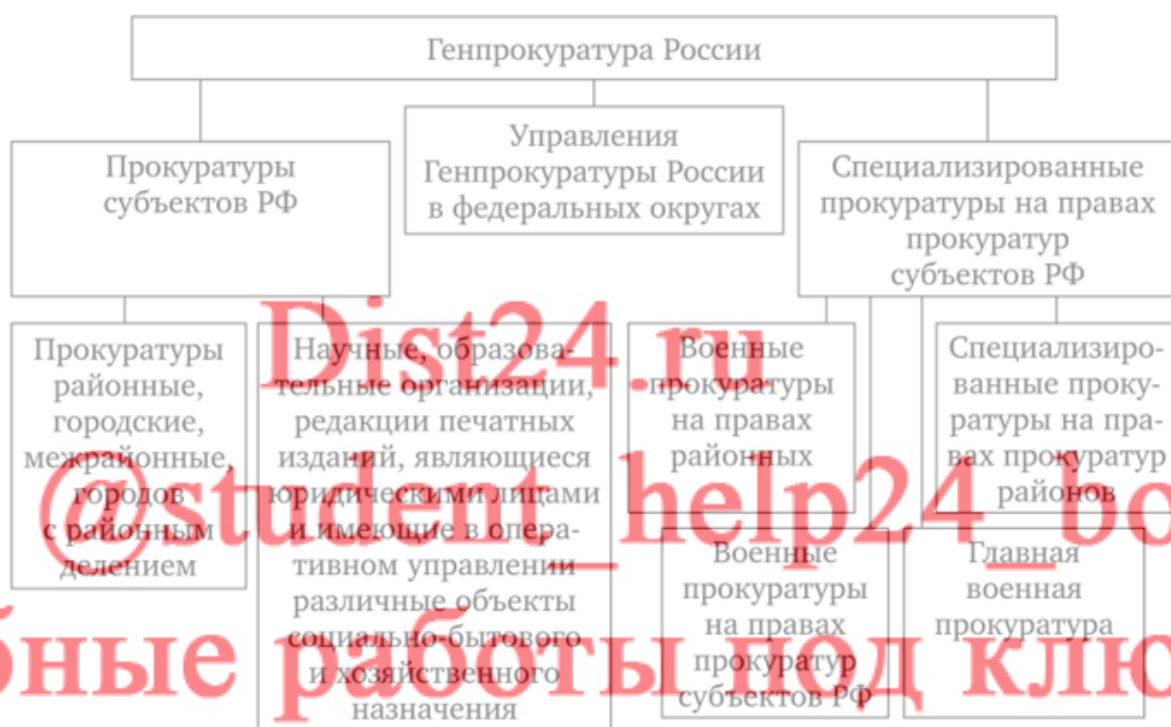 Генпрокуратура России
Прокуратуры
субъектов РФ
Управления
Генпрокуратуры России
в федеральных округах
Специализированные
прокуратуры на правах
прокуратур
субъектов РФ
Прокуратуры
районные,
городские,
межрайонные,
городов
с районным
делением
Научные, образова-
тельные организации,
редакции печатных
изданий, являющиеся
юридическими лицами
и имеющие в опера-
тивном управлении
различные объекты
социально-бытового
и хозяйственного
назначения
Военные
прокуратуры
на правах
районных
Специализиро-
ванные проку-
ратуры на пра-
вах прокуратур
районов
Военные
прокуратуры
на правах
прокуратур
субъектов РФ
Главная
военная
прокуратура
Dist24.ru
@student_help24_bo
бные работы под клю